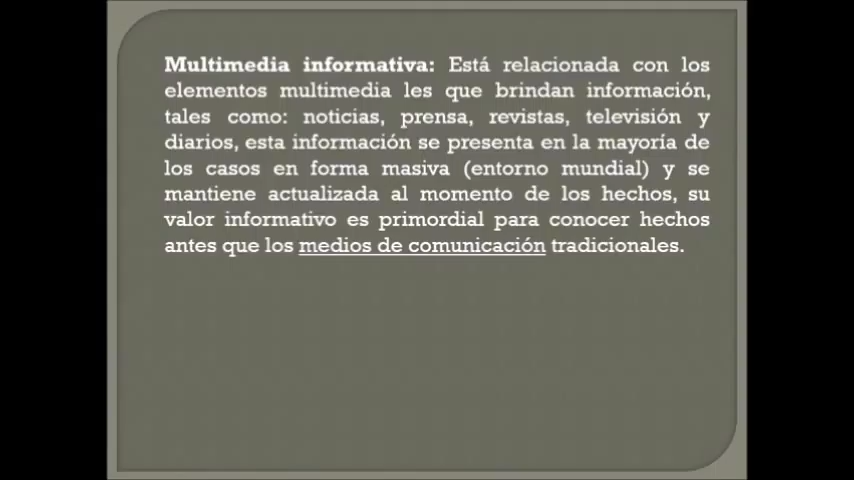 Multimedia informativa: Está relacionada con los
elementos multimedia les que brindan información,
tales como: noticias, prensa, revistas, televisión y
diarios, esta información se presenta en la mayoría de
los casos en forma masiva (entorno mundial) y se
mantiene actualizada al momento de los hechos, su
valor informativo es primordial para conocer hechos
antes que los medios de comunicación tradicionales.